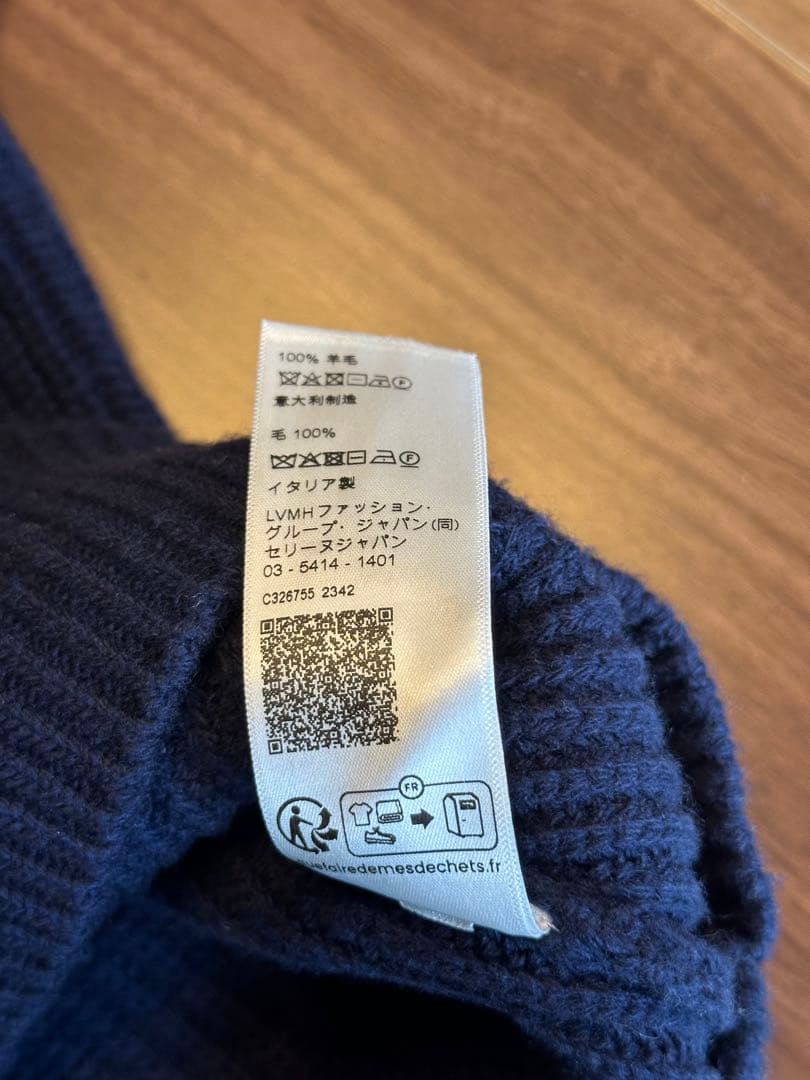 100% 羊毛
意大利制造
毛 100%
イタリア製
LVMHファッション・
グループ・ジャパン(同)
セリーヌジャパン
03 - 5414 - 1401
C326755 2342
FR
quefairedemesdechets.fr